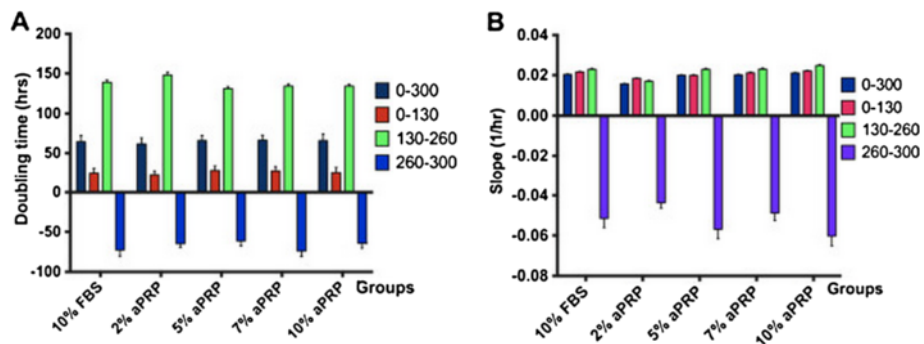 A
Doubling time (hrs)
200
150
100
50
0
-50
-100
0-300
0-130
130-260
260-300
10% FBS
2% aPRP
5% aPRP
7% aPRP
10% aPRP
Groups
B
Slope (1/hr)
0.04
0.02
0.00
-0.02
-0.04
-0.06
-0.08
0-300
0-130
130-260
260-300
10% FBS
2% aPRP
5% aPRP
7% aPRP
10% aPRP
Groups